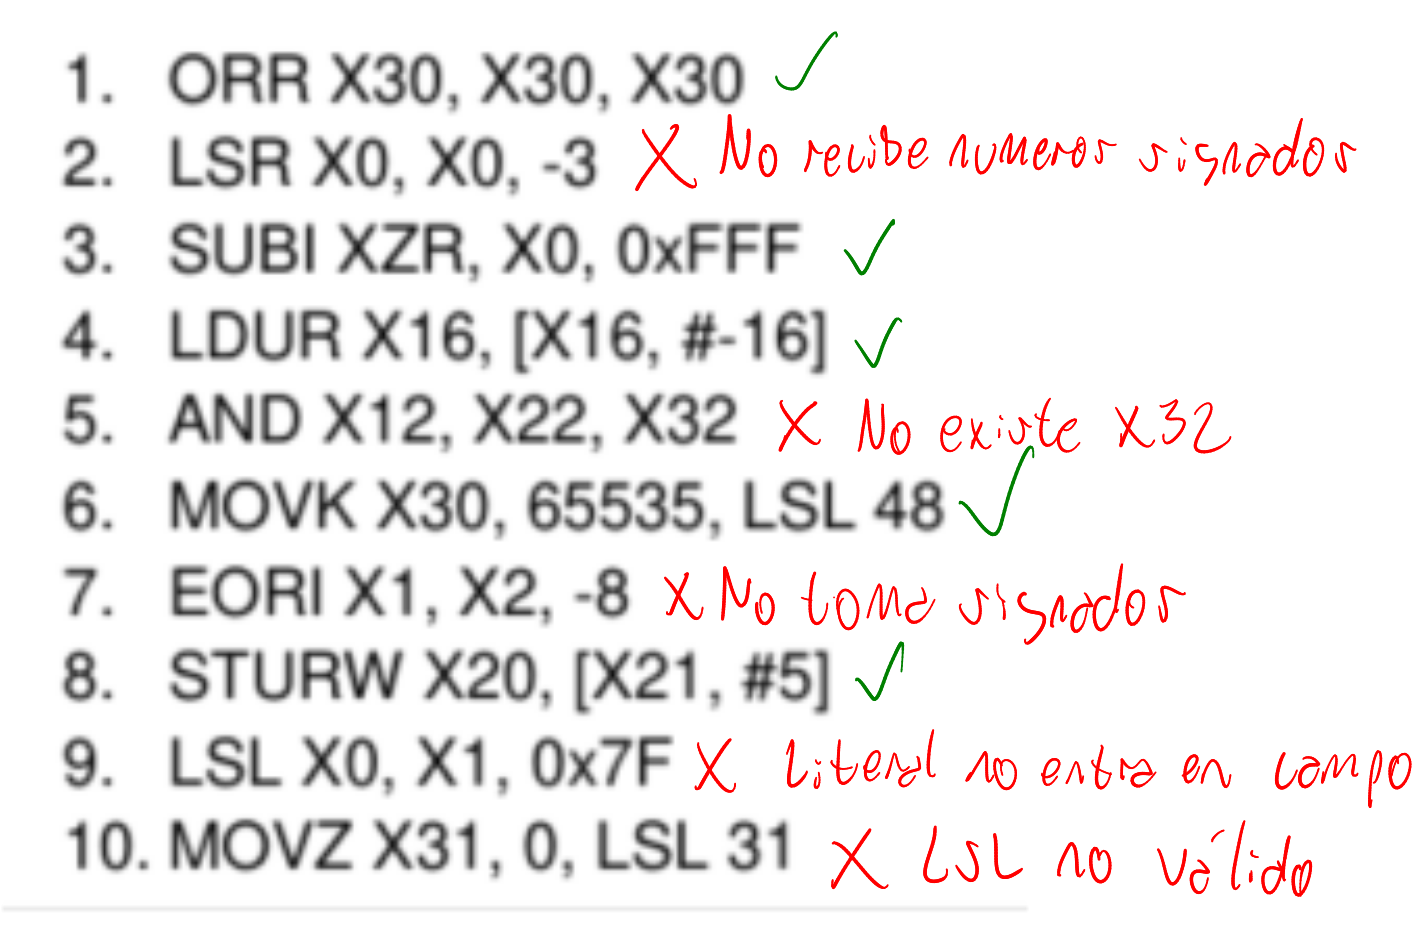 1. ORR X30, X30, X30 ✓
2. LSR X0, X0, -3 X No recibe numeros signados
3. SUBI XZR, X0, 0xFFF ✓
4. LDUR X16, [X16, #-16] ✓
5. AND X12, X22, X32 X No existe X32
6. MOVK X30, 65535, LSL 48 ✓
7. EORI X1, X2, -8 X No toma signados
8. STURW X20, [X21, #5] ✓
9. LSL X0, X1, 0x7F X Literal no entra en campo
10. MOVZ X31, 0, LSL 31 X LSL no válido